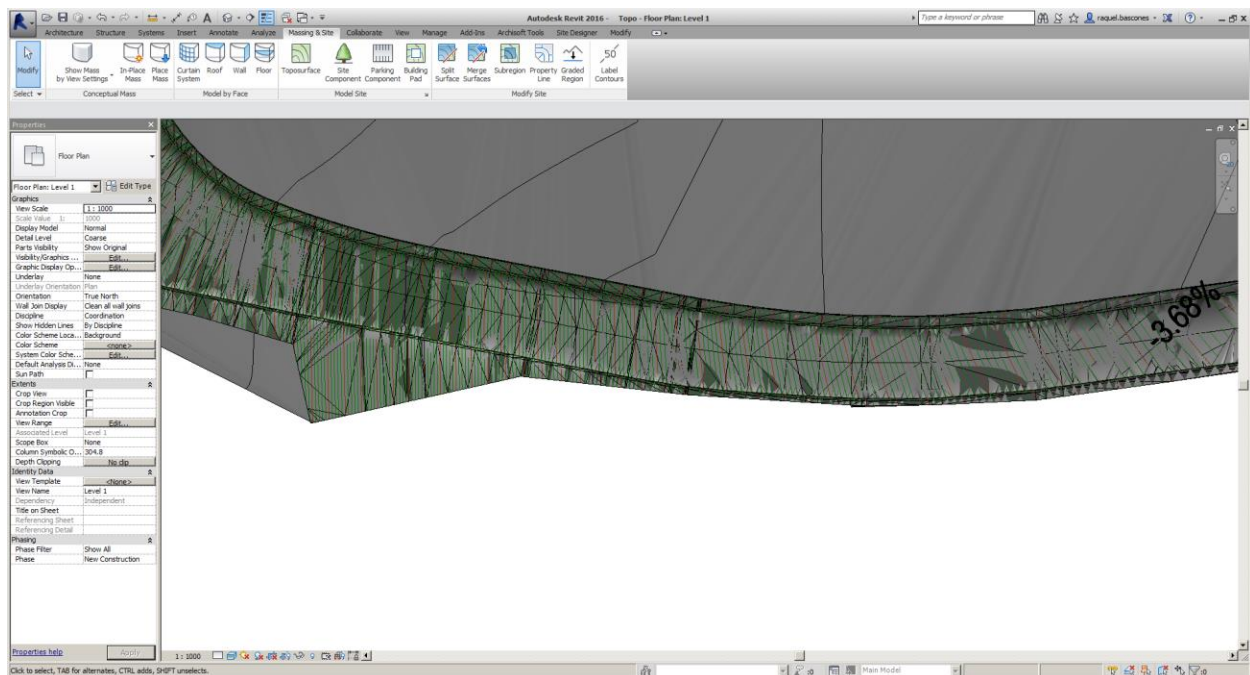 Autodesk Revit 2016 - Topo - Floor Plan: Level 1
Type a keyword or phrase
raquel.bascones
Architecture Structure Systems Insert Annotate Analyze Massing & Site Collaborate View Manage Add-Ins Archisoft Tools Site Designer Modify
Modify
Show Mass by View Settings
In-Place Mass
Place Mass
Curtain System
Roof
Wall
Floor
Toposurface
Site Component
Parking Component
Building Pad
Split Surface
Merge Surfaces
Subregion
Property Line
Graded Region
50
Label Contours
Select
Conceptual Mass
Model by Face
Model Site
Modify Site
Properties
Floor Plan
Floor Plan: Level 1
Edit Type
Graphics
View Scale 1 : 1000
Scale Value 1: 1000
Display Model Normal
Detail Level Coarse
Parts Visibility Show Original
Visibility/Graphics ... Edit...
Graphic Display Op... Edit...
Underlay None
Underlay Orientation Plan
Orientation True North
Wall Join Display Clean all wall joins
Discipline Coordination
Show Hidden Lines By Discipline
Color Scheme Loca... Background
Color Scheme <none>
System Color Sche... Edit...
Default Analysis Di... None
Sun Path
Extents
Crop View
Crop Region Visible
Annotation Crop
View Range Edit...
Associated Level Level 1
Scope Box None
Column Symbolic O... 304.8
Depth Clipping No clip
Identity Data
View Template <None>
View Name Level 1
Dependency Independent
Title on Sheet
Referencing Sheet
Referencing Detail
Phasing
Phase Filter Show All
Phase New Construction
-3.68%
Properties help
Apply
1 : 1000
Click to select, TAB for alternates, CTRL adds, SHIFT unselects.
:0
Main Model
:0